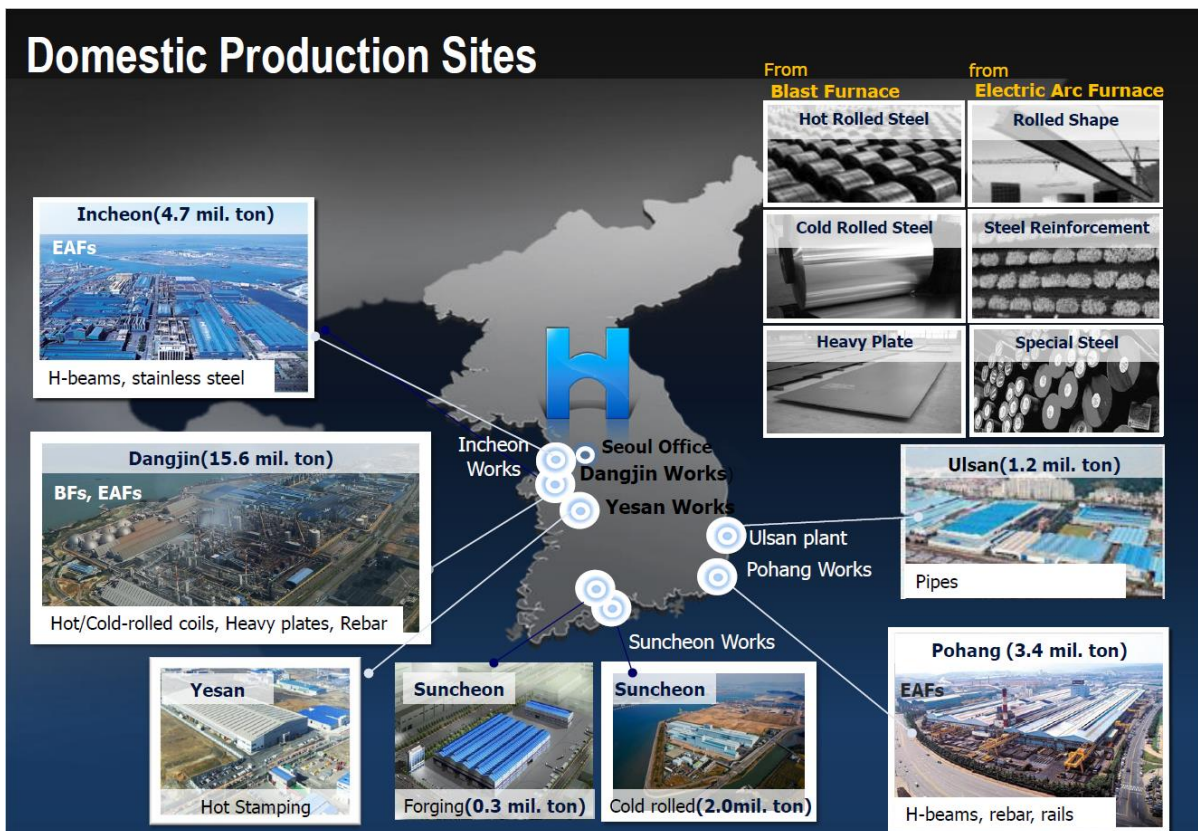 Domestic Production Sites
From
Blast Furnace
from
Electric Arc Furnace
Hot Rolled Steel
Rolled Shape
Cold Rolled Steel
Steel Reinforcement
Heavy Plate
Special Steel
Incheon(4.7 mil. ton)
EAFs
H-beams, stainless steel
Dangjin(15.6 mil. ton)
BFs, EAFs
Hot/Cold-rolled coils, Heavy plates, Rebar
H
Incheon
Works
Seoul Office
Dangjin Works)
Yesan Works
Ulsan plant
Pohang Works
Suncheon Works
Ulsan(1.2 mil. ton)
Pipes
Yesan
Hot Stamping
Suncheon
Forging(0.3 mil. ton)
Suncheon
Cold rolled(2.0mil. ton)
Pohang (3.4 mil. ton)
EAFs
H-beams, rebar, rails